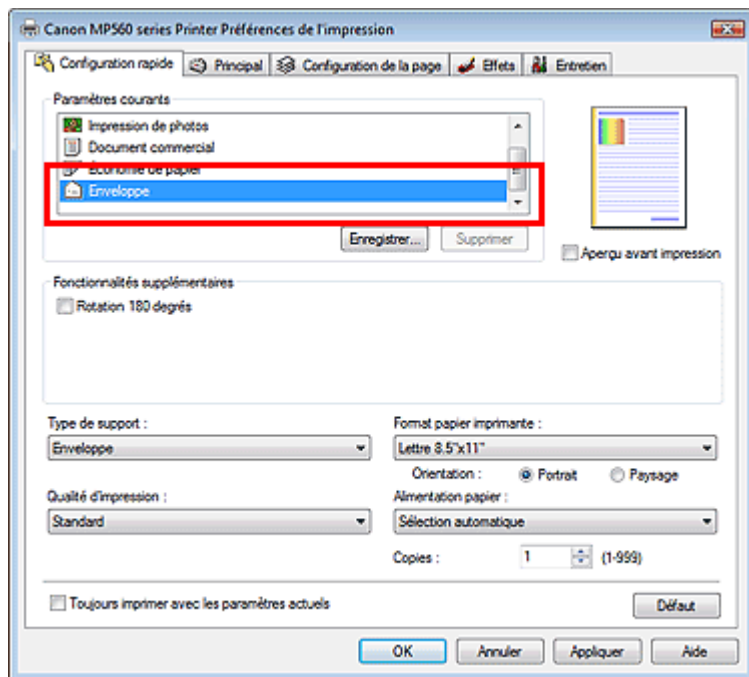 Canon MP560 series Printer Préférences de l'impression
Configuration rapide Principal Configuration de la page Effets Entretien
Paramètres courants
Impression de photos
Document commercial
Économie de papier
Enveloppe
Enregistrer... Supprimer
Aperçu avant impression
Fonctionnalités supplémentaires
Rotation 180 degrés
Type de support : Format papier imprimante :
Enveloppe Lettre 8.5"x11"
Orientation : Portrait Paysage
Qualité d'impression : Alimentation papier :
Standard Sélection automatique
Copies : 1 (1-999)
Toujours imprimer avec les paramètres actuels Défaut
OK Annuler Appliquer Aide